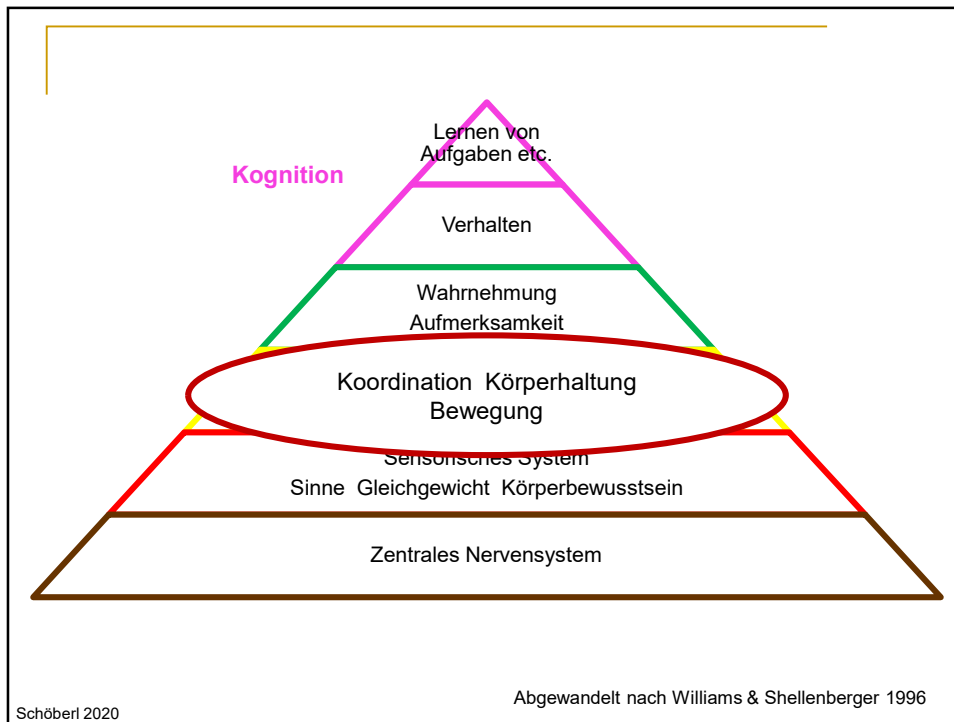 Lernen von
Aufgaben etc.
Kognition
Verhalten
Wahrnehmung
Aufmerksamkeit
Koordination Körperhaltung
Bewegung
Sensorisches System
Sinne Gleichgewicht Körperbewusstsein
Zentrales Nervensystem
Abgewandelt nach Williams & Shellenberger 1996
Schöberl 2020